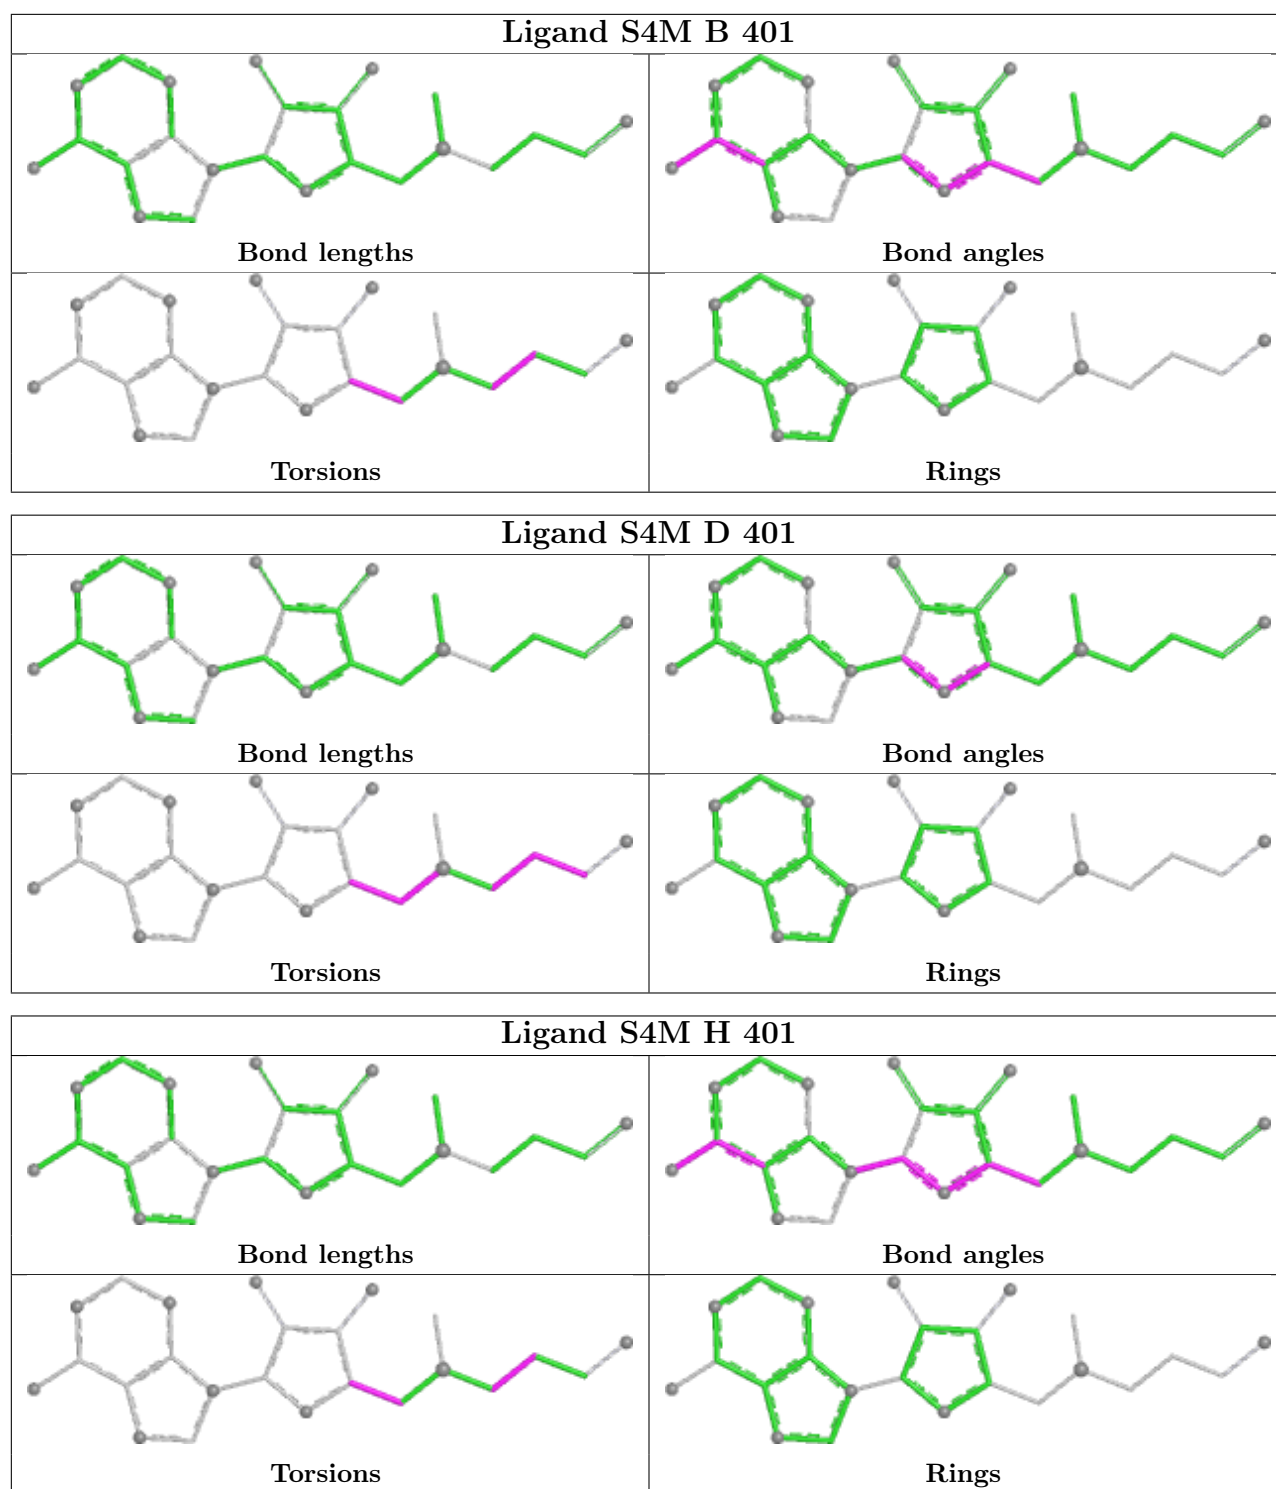 Ligand S4M B 401
Bond lengths
Bond angles
Torsions
Rings
Ligand S4M D 401
Bond lengths
Bond angles
Torsions
Rings
Ligand S4M H 401
Bond lengths
Bond angles
Torsions
Rings